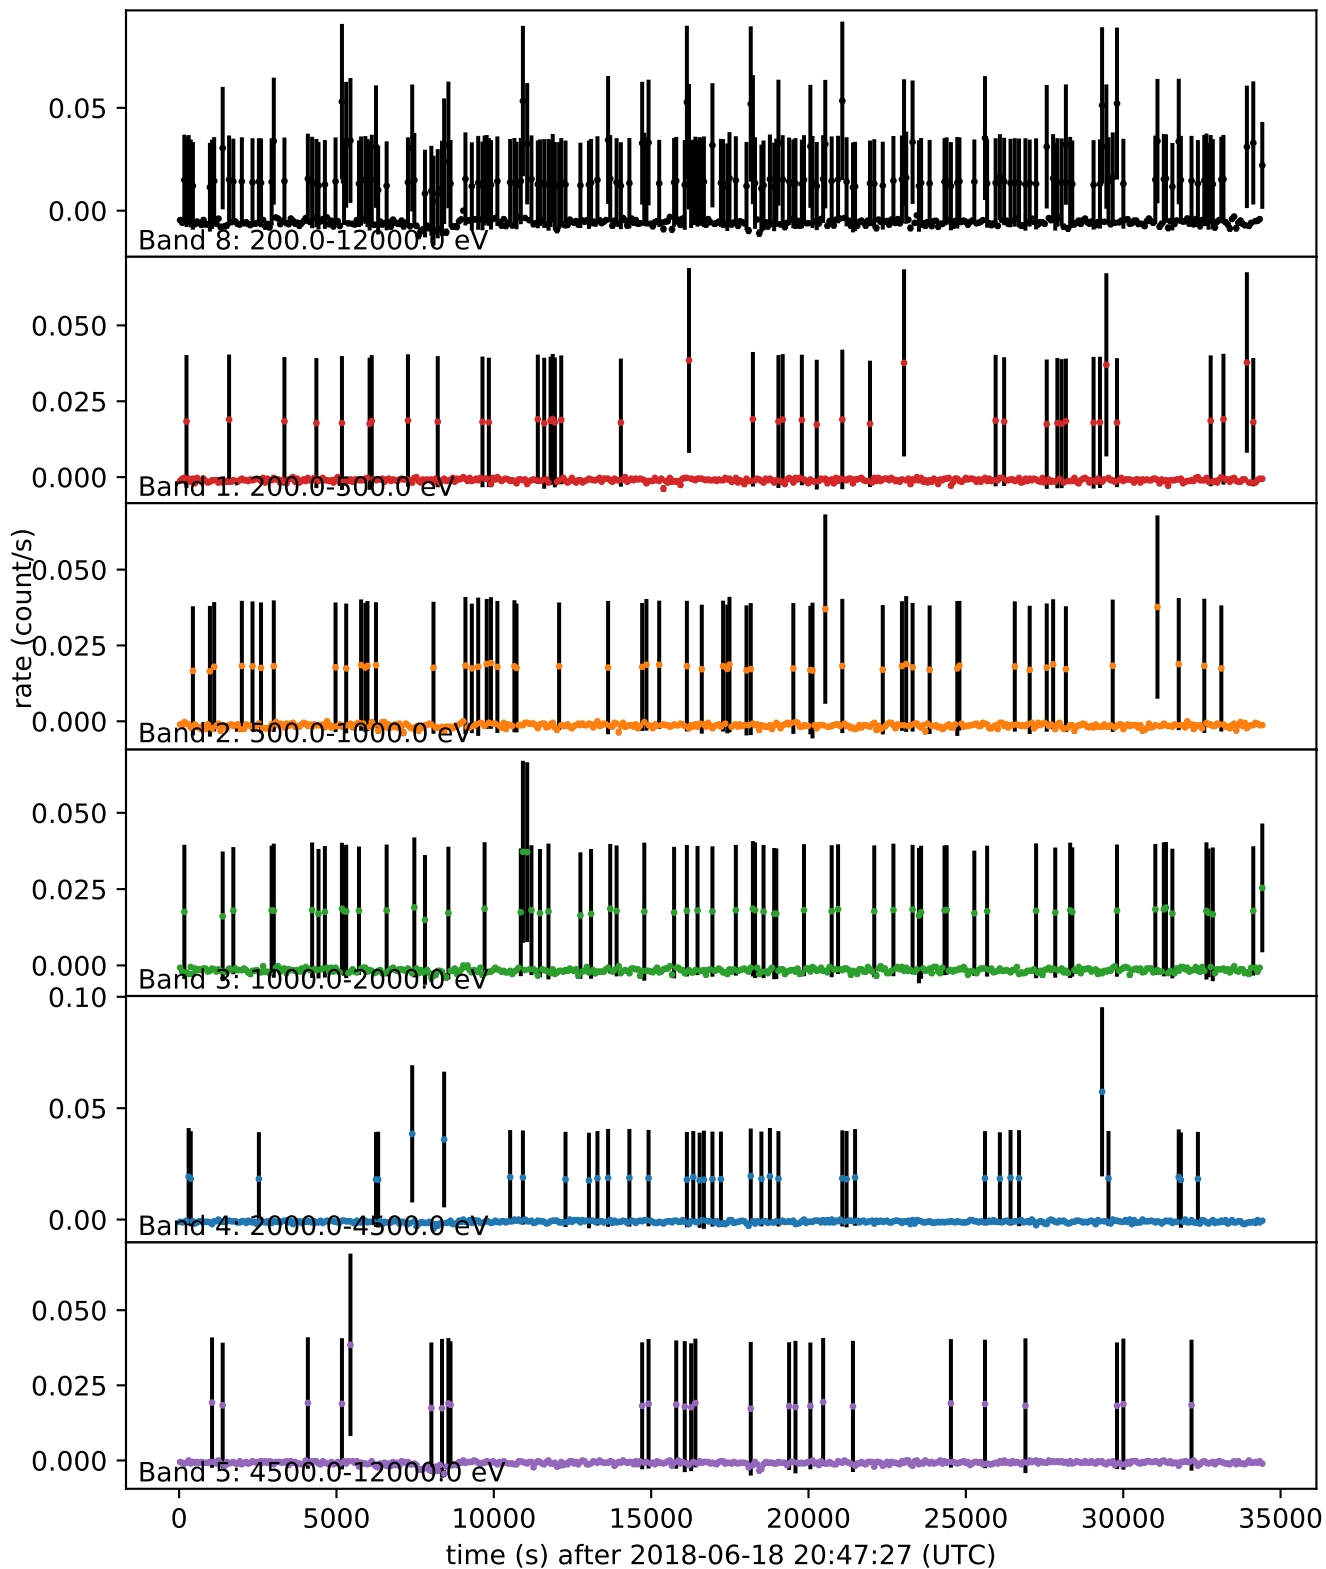 0.05
0.00
Band 8: 200.0-12000.0 eV
0.050
0.025
0.000
Band 1: 200.0-500.0 eV
rate (count/s)
0.050
0.025
0.000
Band 2: 500.0-1000.0 eV
0.050
0.025
0.000
Band 3: 1000.0-2000.0 eV
0.10
0.05
0.00
Band 4: 2000.0-4500.0 eV
0.050
0.025
0.000
Band 5: 4500.0-12000.0 eV
0 5000 10000 15000 20000 25000 30000 35000
time (s) after 2018-06-18 20:47:27 (UTC)